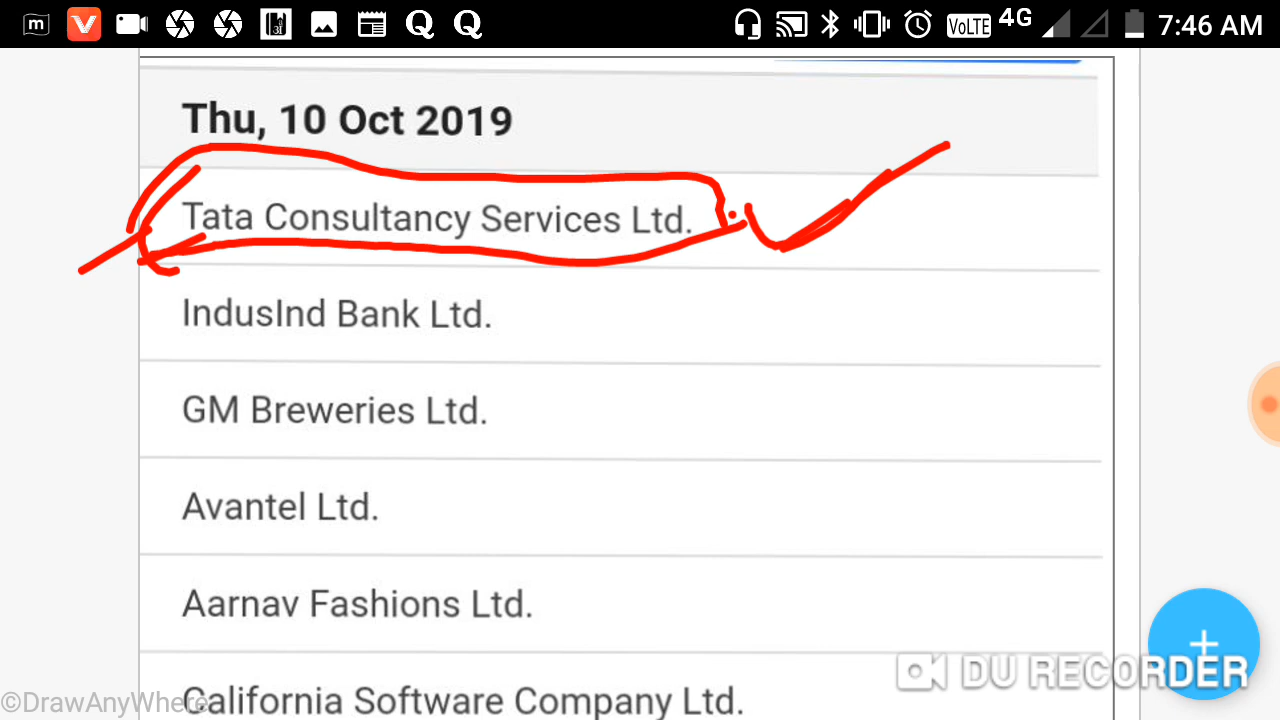 VoLTE 4G 7:46 AM
Thu, 10 Oct 2019
Tata Consultancy Services Ltd.
IndusInd Bank Ltd.
GM Breweries Ltd.
Avantel Ltd.
Aarnav Fashions Ltd.
California Software Company Ltd.
DU RECORDER
©DrawAnyWhere